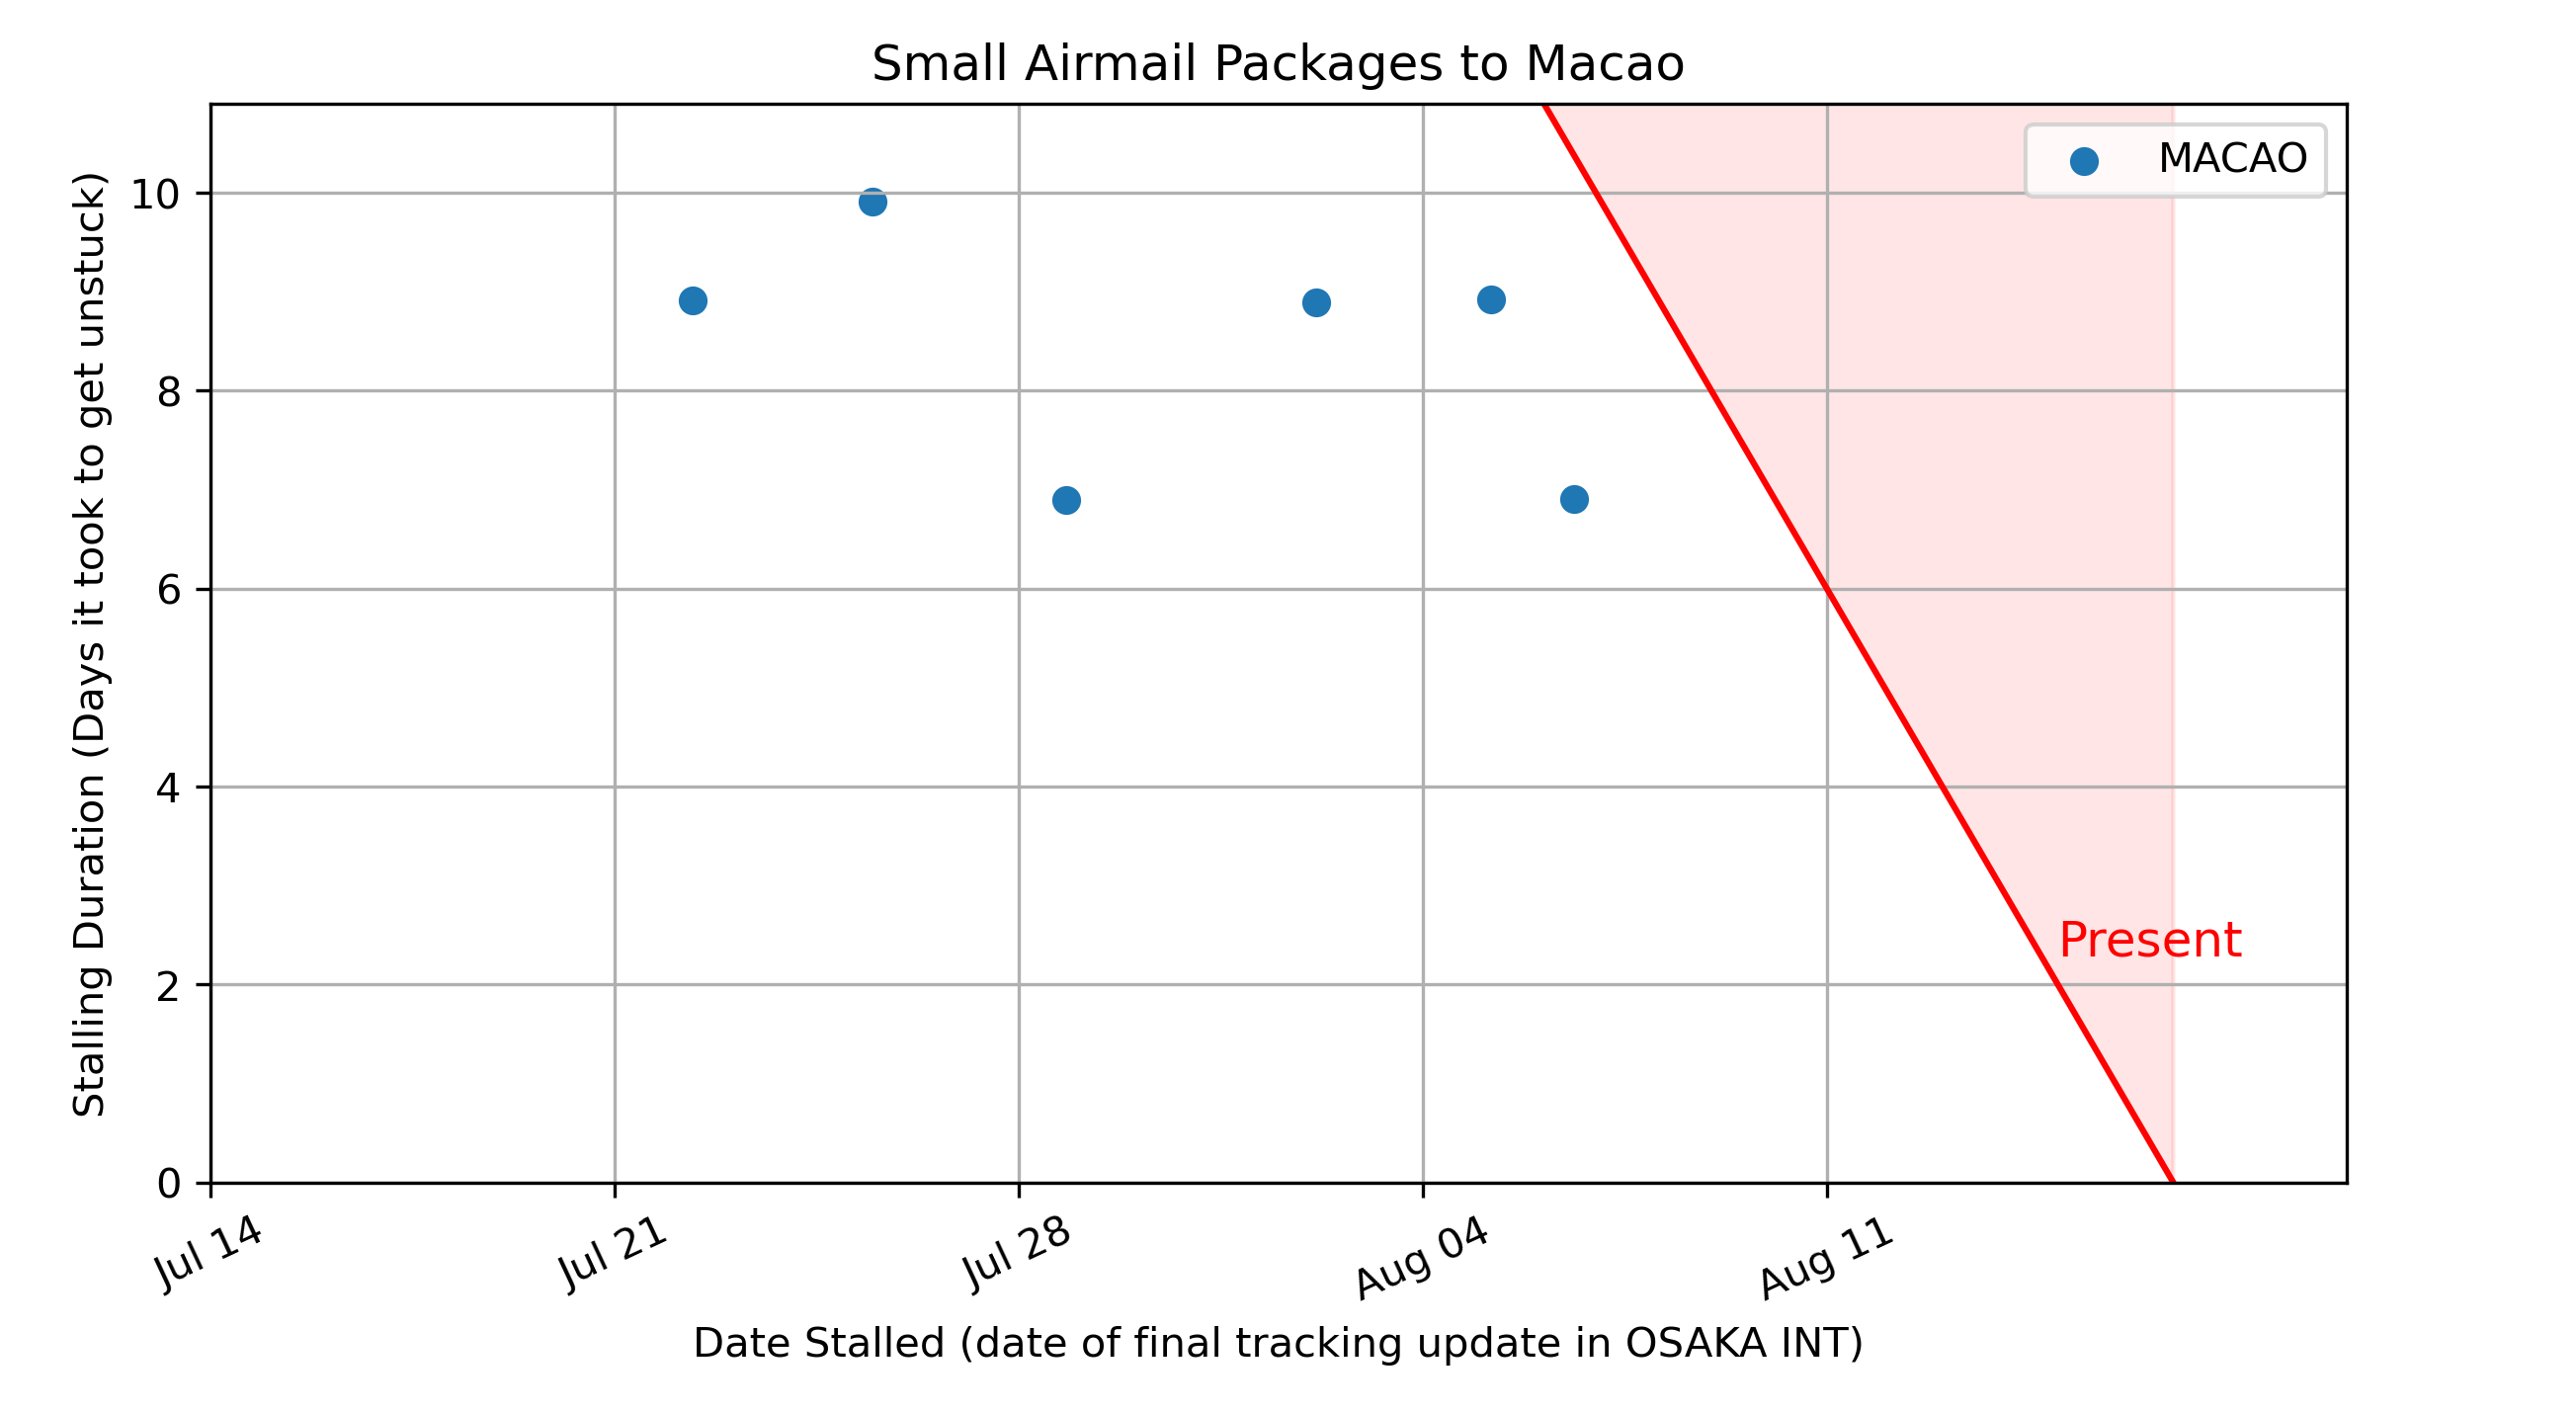 Small Airmail Packages to Macao
MACAO
Stalling Duration (Days it took to get unstuck)
10
8
6
4
2
0
Present
Jul 14
Jul 21
Jul 28
Aug 04
Aug 11
Date Stalled (date of final tracking update in OSAKA INT)